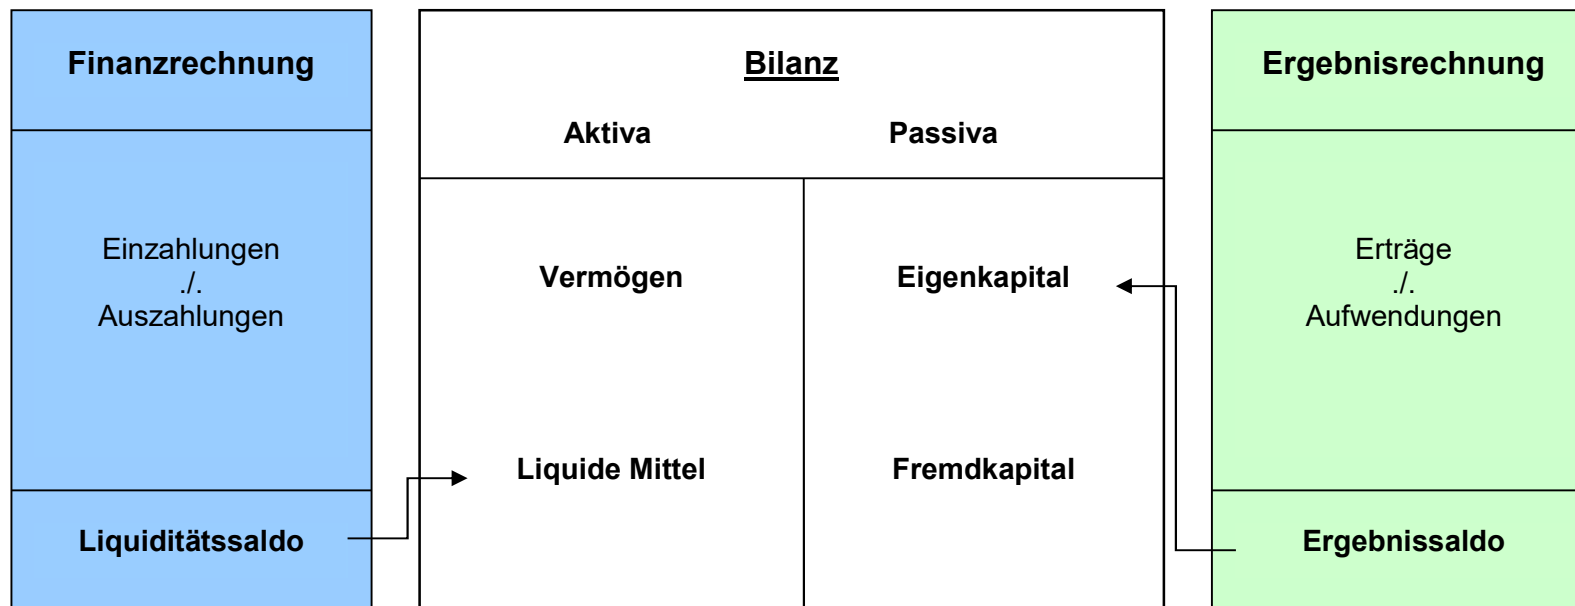 Finanzrechnung
Einzahlungen
./.
Auszahlungen
Liquiditätssaldo
Bilanz
Aktiva Passiva
Vermögen Eigenkapital
Liquide Mittel Fremdkapital
Ergebnisrechnung
Erträge
./.
Aufwendungen
Ergebnissaldo